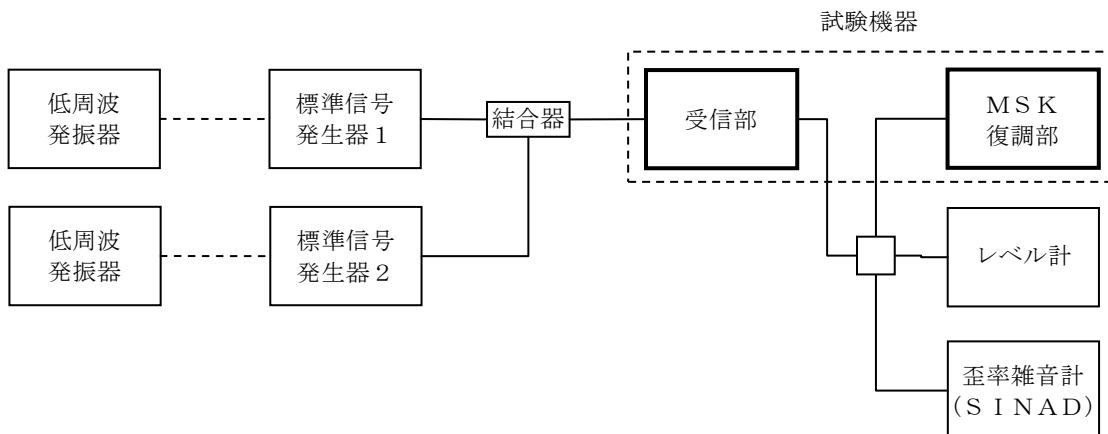 試験機器
低周波
発振器
標準信号
発生器1
結合器
受信部
MSK
復調部
低周波
発振器
標準信号
発生器2
レベル計
歪率雑音計
(SINAD)